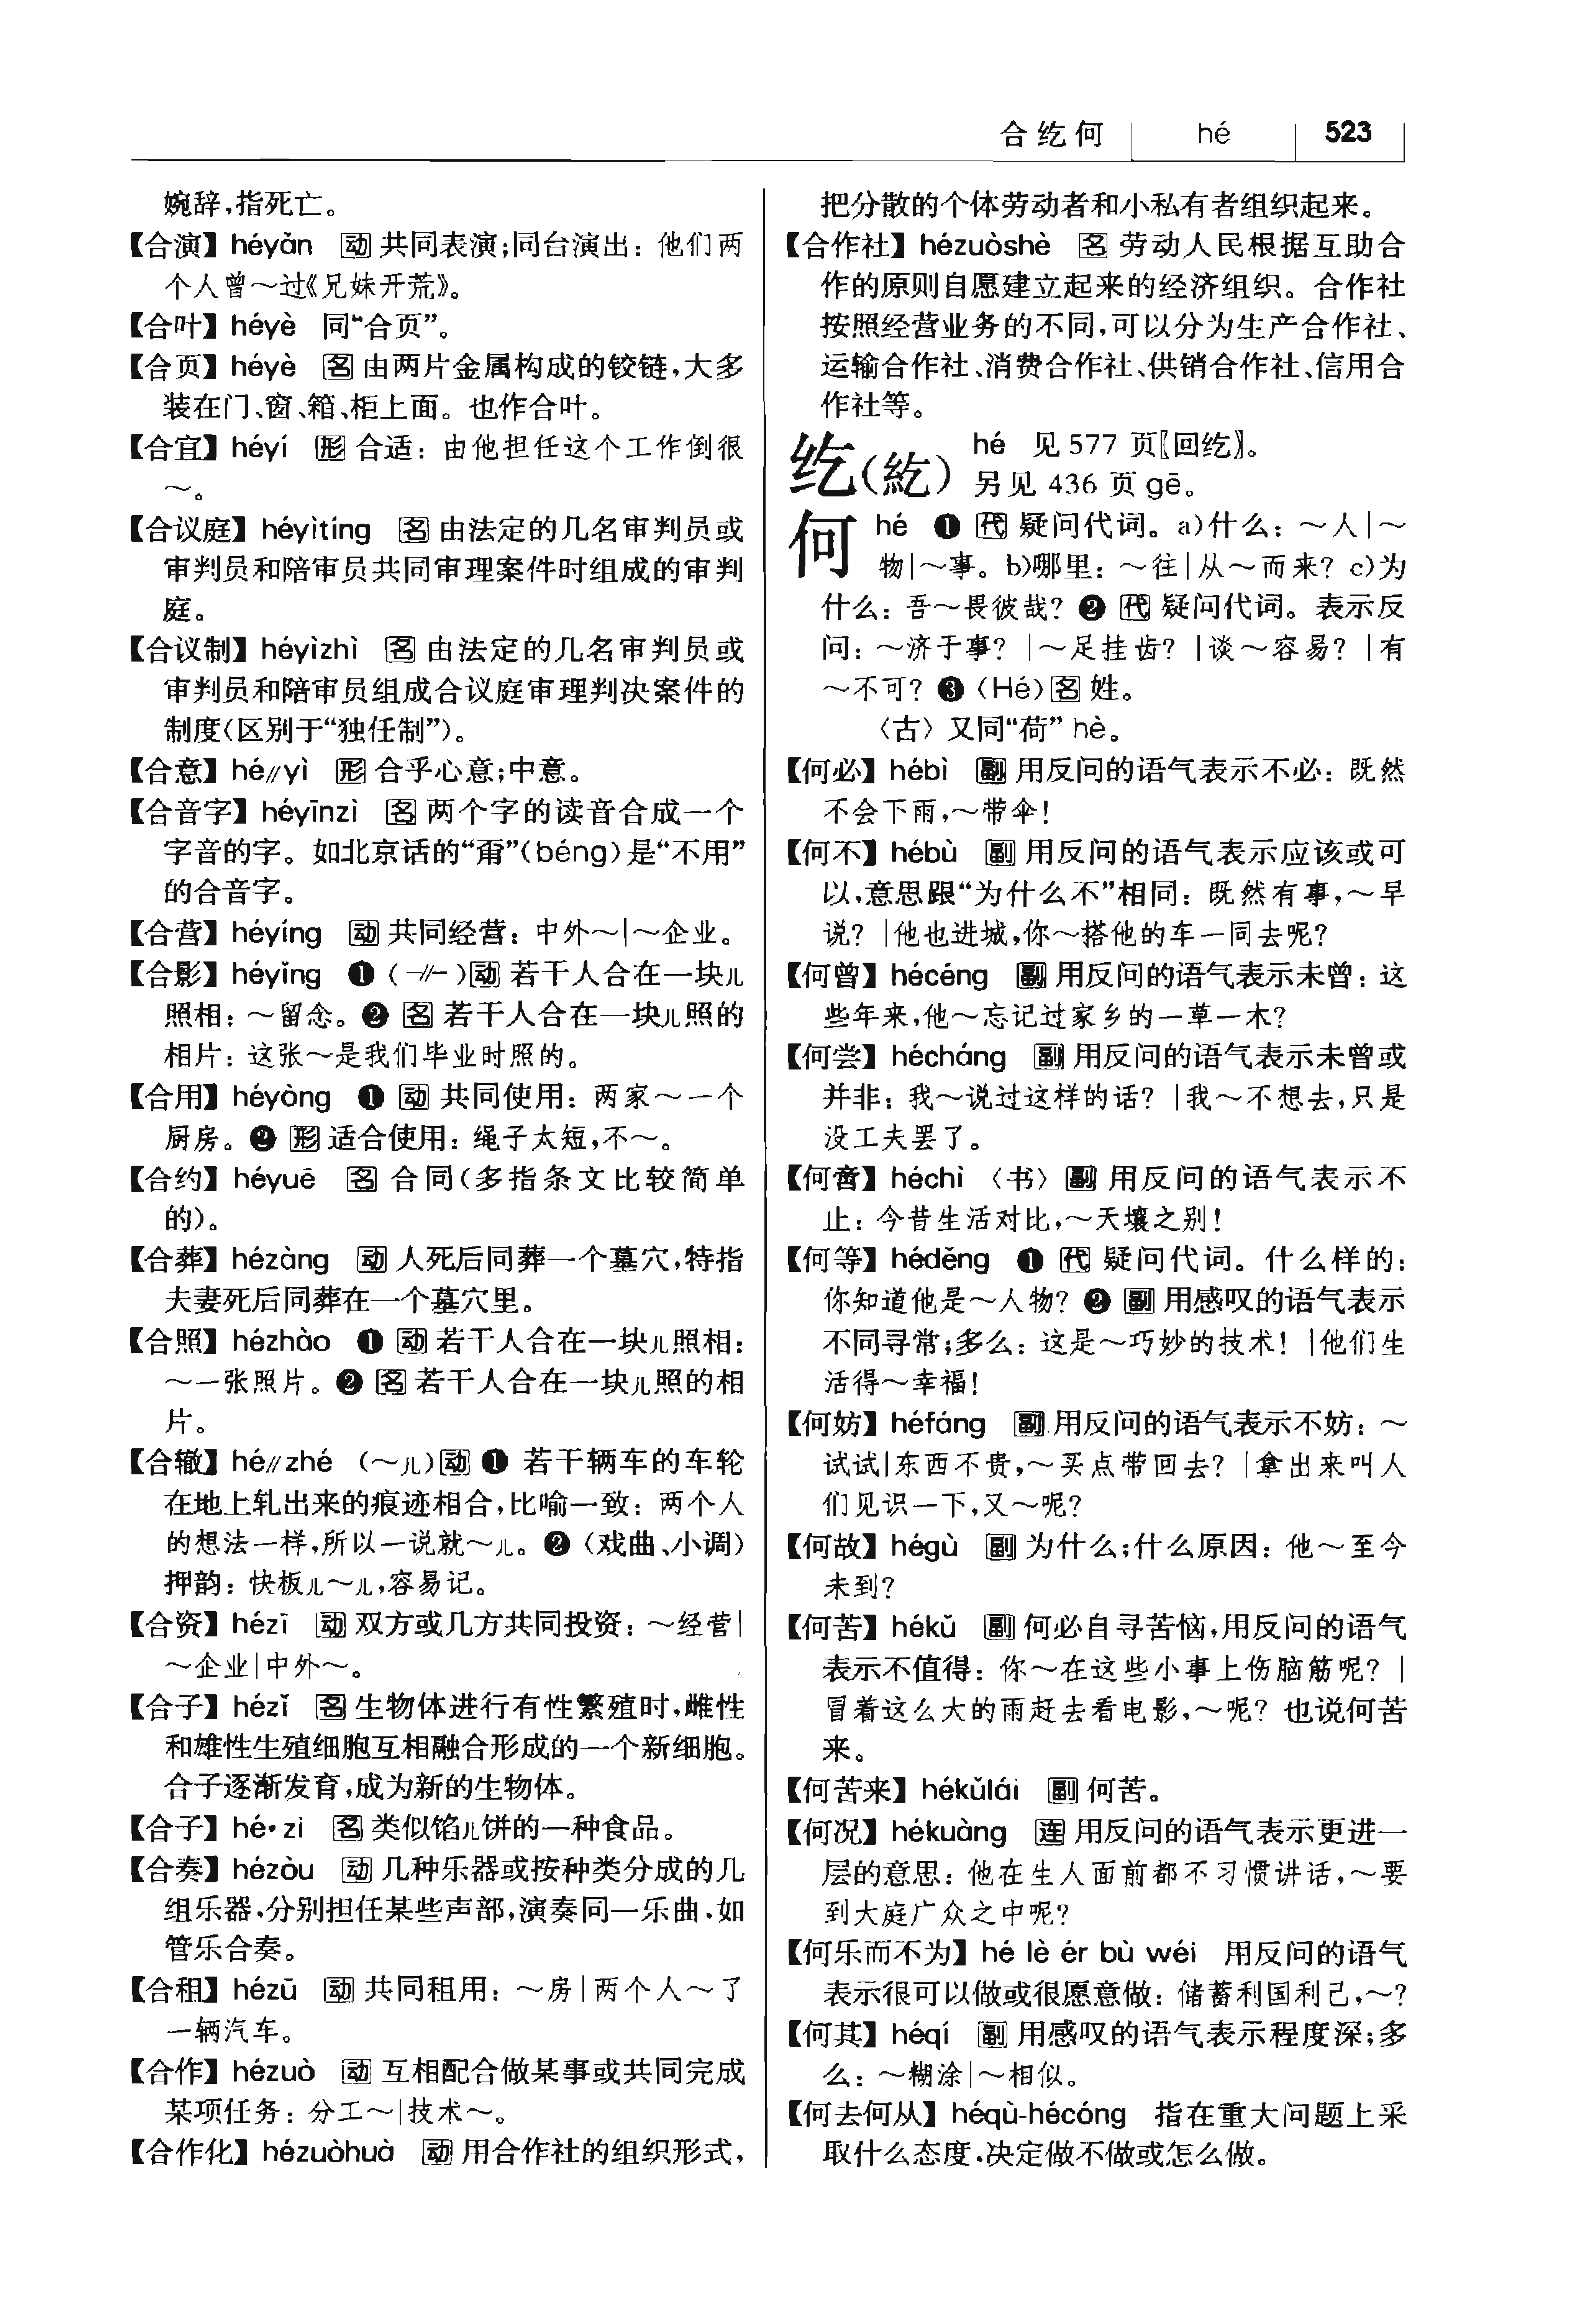 合纥何 hé 523
婉辞,指死亡。
【合演】héyǎn 动 共同表演;同台演出：他们两
个人曾～过《兄妹开荒》。
【合叶】héyè 同“合页”。
【合页】héyè 名 由两片金属构成的铰链,大多
装在门、窗、箱、柜上面。也作合叶。
【合宜】héyí 形 合适：由他担任这个工作倒很
～。
【合议庭】héyìtíng 名 由法定的几名审判员或
审判员和陪审员共同审理案件时组成的审判
庭。
【合议制】héyìzhì 名 由法定的几名审判员或
审判员和陪审员组成合议庭审理判决案件的
制度(区别于“独任制”)。
【合意】hé//yì 形 合乎心意;中意。
【合音字】héyīnzì 名 两个字的读音合成一个
字音的字。如北京话的“甭”(béng)是“不用”
的合音字。
【合营】héyíng 动 共同经营：中外～|～企业。
【合影】héyǐng ❶(-//-)动 若干人合在一块儿
照相：～留念。❷ 名 若干人合在一块儿照的
相片：这张～是我们毕业时照的。
【合用】héyòng ❶ 动 共同使用：两家～一个
厨房。❷ 形 适合使用：绳子太短,不～。
【合约】héyuē 名 合同(多指条文比较简单
的)。
【合葬】hézàng 动 人死后同葬一个墓穴,特指
夫妻死后同葬在一个墓穴里。
【合照】hézhào ❶ 动 若干人合在一块儿照相：
～一张照片。❷ 名 若干人合在一块儿照的相
片。
【合辙】hé//zhé (～儿)动 ❶ 若干辆车的车轮
在地上轧出来的痕迹相合,比喻一致：两个人
的想法一样,所以一说就～儿。❷(戏曲、小调)
押韵：快板儿～儿,容易记。
【合资】hézī 动 双方或几方共同投资：～经营|
～企业|中外～。
【合子】hézǐ 名 生物体进行有性繁殖时,雌性
和雄性生殖细胞互相融合形成的一个新细胞。
合子逐渐发育,成为新的生物体。
【合子】hé·zi 名 类似馅儿饼的一种食品。
【合奏】hézòu 动 几种乐器或按种类分成的几
组乐器,分别担任某些声部,演奏同一乐曲,如
管乐合奏。
【合租】hézū 动 共同租用：～房|两个人～了
一辆汽车。
【合作】hézuò 动 互相配合做某事或共同完成
某项任务：分工～|技术～。
【合作化】hézuòhuà 动 用合作社的组织形式,
把分散的个体劳动者和小私有者组织起来。
【合作社】hézuòshè 名 劳动人民根据互助合
作的原则自愿建立起来的经济组织。合作社
按照经营业务的不同,可以分为生产合作社、
运输合作社、消费合作社、供销合作社、信用合
作社等。
纥(紇) hé 见 577 页〖回纥〗。
另见 436 页 gē。
何 hé ❶ 代 疑问代词。a)什么：～人|～
物|～事。b)哪里：～往|从～而来? c)为
什么：吾～畏彼哉? ❷ 代 疑问代词。表示反
问：～济于事? |～足挂齿? |谈～容易? |有
～不可? ❸(Hé)名 姓。
〈古〉又同“荷”hè。
【何必】hébì 副 用反问的语气表示不必：既然
不会下雨,～带伞!
【何不】hébù 副 用反问的语气表示应该或可
以,意思跟“为什么不”相同：既然有事,～早
说? |他也进城,你～搭他的车一同去呢?
【何曾】hécéng 副 用反问的语气表示未曾：这
些年来,他～忘记过家乡的一草一木?
【何尝】hécháng 副 用反问的语气表示未曾或
并非：我～说过这样的话? |我～不想去,只是
没工夫罢了。
【何啻】héchì 〈书〉副 用反问的语气表示不
止：今昔生活对比,～天壤之别!
【何等】héděng ❶ 代 疑问代词。什么样的：
你知道他是～人物? ❷ 副 用感叹的语气表示
不同寻常;多么：这是～巧妙的技术! |他们生
活得～幸福!
【何妨】héfáng 副 用反问的语气表示不妨：～
试试|东西不贵,～买点带回去? |拿出来叫人
们见识一下,又～呢?
【何故】hégù 副 为什么;什么原因：他～至今
未到?
【何苦】hékǔ 副 何必自寻苦恼,用反问的语气
表示不值得：你～在这些小事上伤脑筋呢? |
冒着这么大的雨赶去看电影,～呢? 也说何苦
来。
【何苦来】hékǔlái 副 何苦。
【何况】hékuàng 连 用反问的语气表示更进一
层的意思：他在生人面前都不习惯讲话,～要
到大庭广众之中呢?
【何乐而不为】hé lè ér bù wéi 用反问的语气
表示很可以做或很愿意做：储蓄利国利己,～?
【何其】héqí 副 用感叹的语气表示程度深;多
么：～糊涂|～相似。
【何去何从】héqù-hécóng 指在重大问题上采
取什么态度,决定做不做或怎么做。